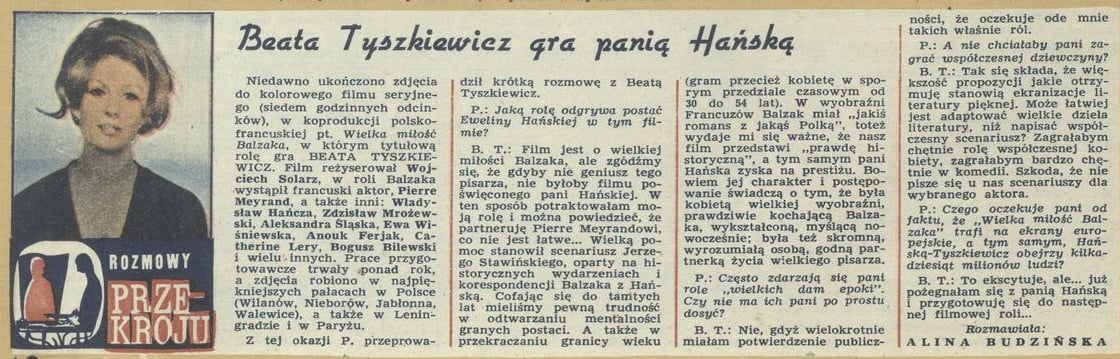 Beata Tyszkiewicz gra panią Hańską
ROZMOWY
PRZE-
KROJU
Niedawno ukończono zdjęcia
do kolorowego filmu seryjne-
go (siedem godzinnych odcin-
ków), w koprodukcji polsko-
francuskiej pt. Wielka miłość
Balzaka, w którym tytułową
rolę gra BEATA TYSZKIE-
WICZ. Film reżyserował Woj-
ciech Solarz, w roli Balzaka
wystąpił francuski aktor, Pierre
Meyrand, a także inni: Włady-
sław Hańcza, Zdzisław Mrożew-
ski, Aleksandra Śląska, Ewa Wi-
śniewska, Anouk Ferjak, Ca-
therine Lery, Bogusz Bilewski
i wielu innych. Prace przygo-
towawcze trwały ponad rok,
a zdjęcia robiono w najpię-
kniejszych pałacach w Polsce
(Wilanów, Nieborów, Jabłonna,
Walewice), a także w Lenin-
gradzie i w Paryżu.
Z tej okazji P. przeprowa-
dził krótką rozmowę z Beatą
Tyszkiewicz.
P.: Jaką rolę odgrywa postać
Eweliny Hańskiej w tym fil-
mie?
B. T.: Film jest o wielkiej
miłości Balzaka, ale zgódźmy
się, że gdyby nie geniusz tego
pisarza, nie byłoby filmu po-
święconego pani Hańskiej. W
ten sposób potraktowałam mo-
ją rolę i można powiedzieć, że
partneruję Pierre Meyrandowi,
co nie jest łatwe... Wielką po-
moc stanowił scenariusz Jerze-
go Stawińskiego, oparty na hi-
storycznych wydarzeniach i
korespondencji Balzaka z Hań-
ską. Cofając się do tamtych
lat mieliśmy pewną trudność
w odtwarzaniu mentalności
granych postaci. A także w
przekraczaniu granicy wieku
(gram przecież kobietę w spo-
rym przedziale czasowym od
30 do 54 lat). W wyobraźni
Francuzów Balzak miał „jakiś
romans z jakąś Polką”, toteż
wydaje mi się ważne, że nasz
film przedstawi „prawdę hi-
storyczną”, a tym samym pani
Hańska zyska na prestiżu. Bo-
wiem jej charakter i postępo-
wanie świadczą o tym, że była
kobietą wielkiej wyobraźni,
prawdziwie kochającą Balza-
ka, wykształconą, myślącą no-
wocześnie; była też skromną,
wyrozumiałą osobą, godną par-
tnerką życia wielkiego pisarza.
P.: Często zdarzają się pani
role „wielkich dam epoki”.
Czy nie ma ich pani po prostu
dosyć?
B. T.: Nie, gdyż wielokrotnie
miałam potwierdzenie publicz-
ności, że oczekuje ode mnie
takich właśnie ról.
P.: A nie chciałaby pani za-
grać współczesnej dziewczyny?
B. T.: Tak się składa, że więk-
szość propozycji jakie otrzy-
muję stanowią ekranizacje li-
teratury pięknej. Może łatwiej
jest adaptować wielkie dzieła
literatury, niż napisać współ-
czesny scenariusz? Zagrałabym
chętnie rolę współczesnej ko-
biety, zagrałabym bardzo chę-
tnie w komedii. Szkoda, że nie
pisze się u nas scenariuszy dla
wybranego aktora.
P.: Czego oczekuje pani od
faktu, że „Wielka miłość Bal-
zaka” trafi na ekrany euro-
pejskie, a tym samym, Hań-
ską-Tyszkiewicz obejrzy kilka-
dziesiąt milionów ludzi?
B. T.: To ekscytuje, ale... już
pożegnałam się z panią Hańską
i przygotowuję się do następ-
nej filmowej roli...
Rozmawiała:
ALINA BUDZIŃSKA